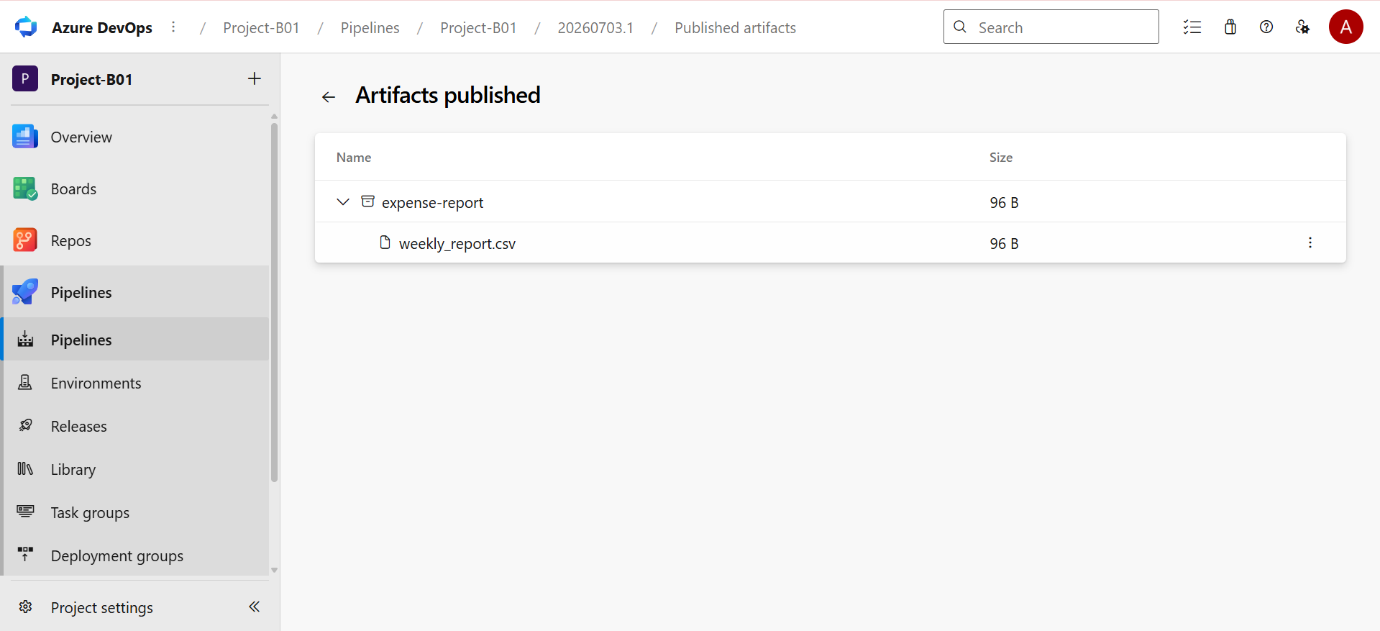 Azure DevOps / Project-B01 / Pipelines / Project-B01 / 20260703.1 / Published artifacts Search A
P Project-B01
Overview
Boards
Repos
Pipelines
Pipelines
Environments
Releases
Library
Task groups
Deployment groups
Project settings
Artifacts published
Name Size
expense-report 96 B
weekly_report.csv 96 B